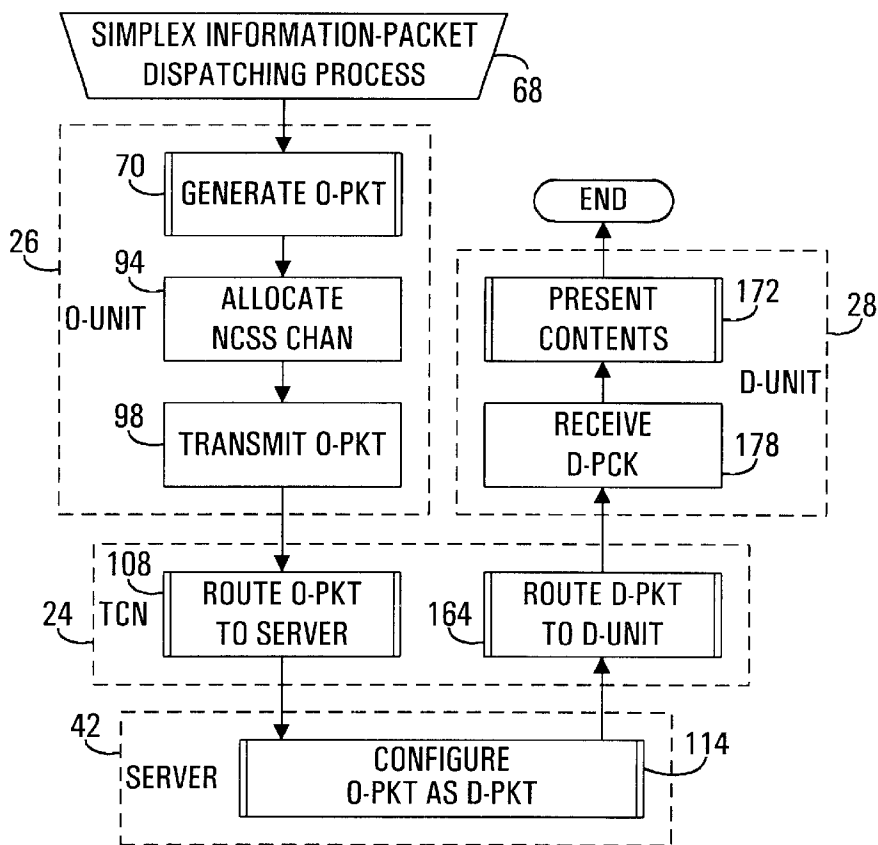 SIMPLEX INFORMATION-PACKET
DISPATCHING PROCESS
68
70
GENERATE O-PKT
END
26
94
O-UNIT
ALLOCATE
NCSS CHAN
PRESENT
CONTENTS
172
28
D-UNIT
98
TRANSMIT O-PKT
RECEIVE
D-PCK
178
108
24
TCN
ROUTE O-PKT
TO SERVER
164
ROUTE D-PKT
TO D-UNIT
42
SERVER
CONFIGURE
O-PKT AS D-PKT
114